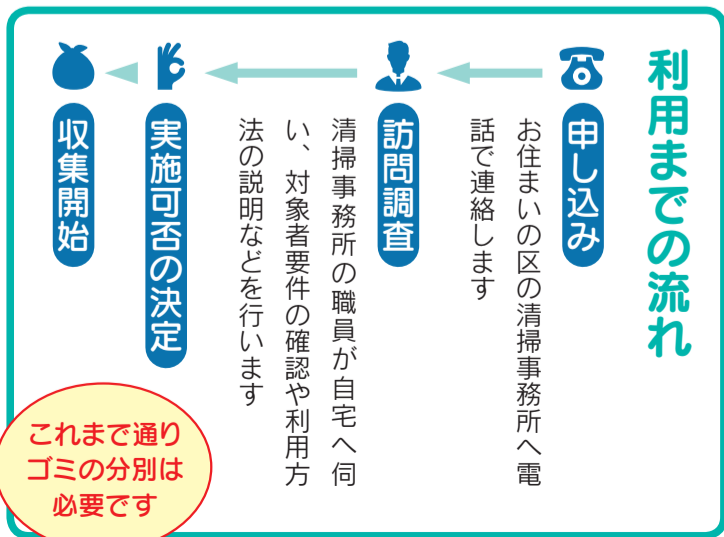 利用までの流れ
申し込み
お住まいの区の清掃事務所へ電
話で連絡します
訪問調査
清掃事務所の職員が自宅へ伺
い、対象者要件の確認や利用方
法の説明などを行います
実施可否の決定
収集開始
これまで通り
ゴミの分別は
必要です